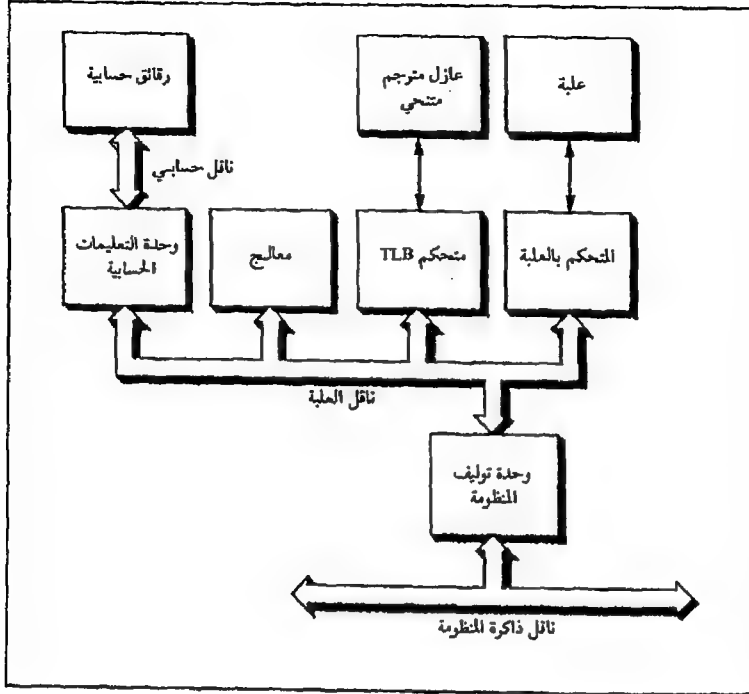 رقائق حسابية
عازل مترجم
متنحي
علبة
ناقل حسابي
وحدة التعليمات
الحسابية
معالج
متحكم TLB
المتحكم بالعلبة
ناقل العلبة
وحدة توليف
المنظومة
ناقل ذاكرة المنظومة